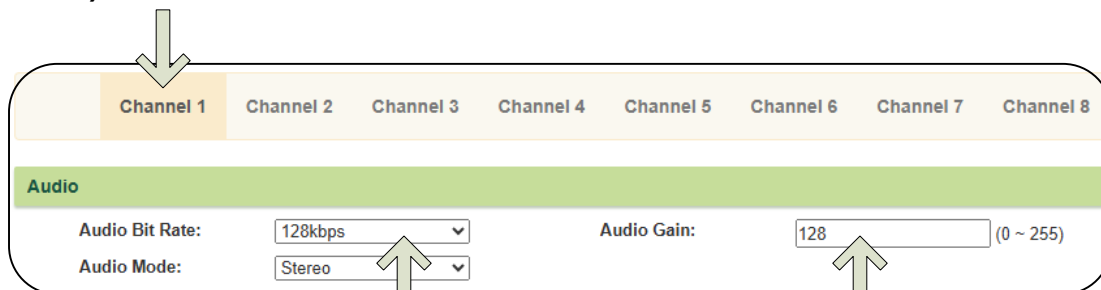 Channel 1 Channel 2 Channel 3 Channel 4 Channel 5 Channel 6 Channel 7 Channel 8
Audio
Audio Bit Rate: 128kbps Audio Gain: 128 (0 ~ 255)
Audio Mode: Stereo